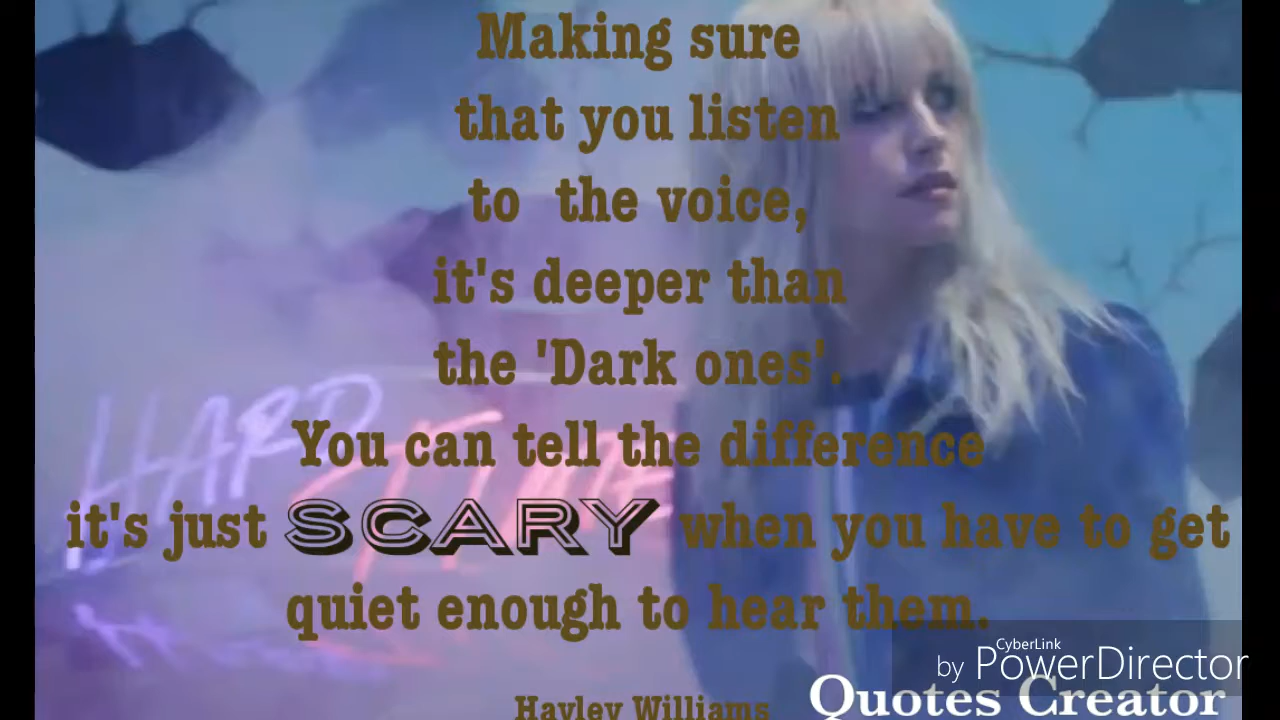 Making sure
that you listen
to the voice,
it's deeper than
the 'Dark ones'.
You can tell the difference
it's just SCARY when you have to get
quiet enough to hear them.
Hayley Williams
HARD
TIMES
CyberLink
by PowerDirector
Quotes Creator